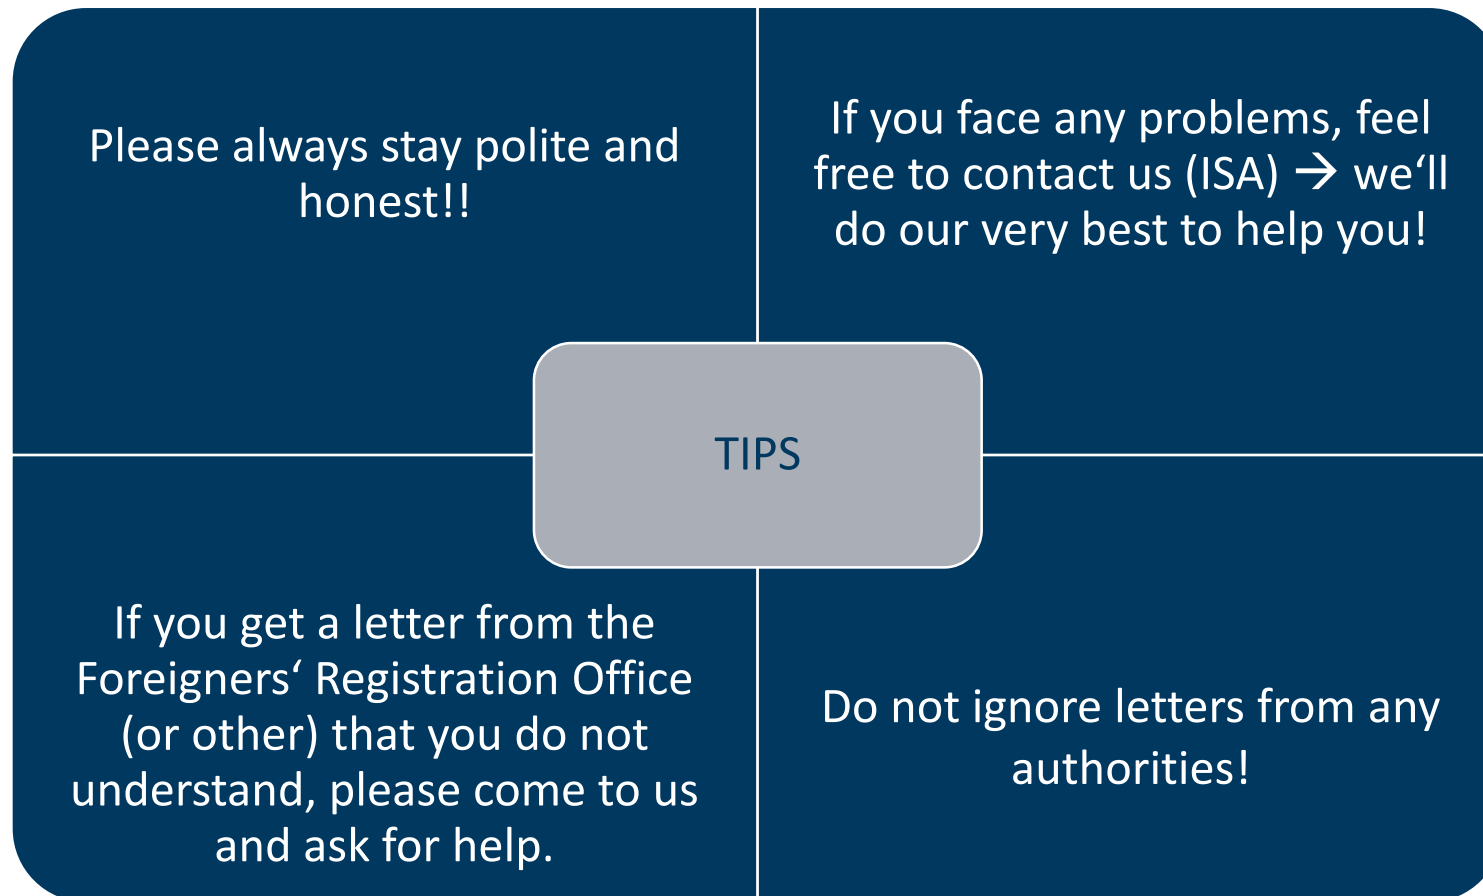 Please always stay polite and
honest!!
If you face any problems, feel
free to contact us (ISA) → we‘ll
do our very best to help you!
TIPS
If you get a letter from the
Foreigners‘ Registration Office
(or other) that you do not
understand, please come to us
and ask for help.
Do not ignore letters from any
authorities!